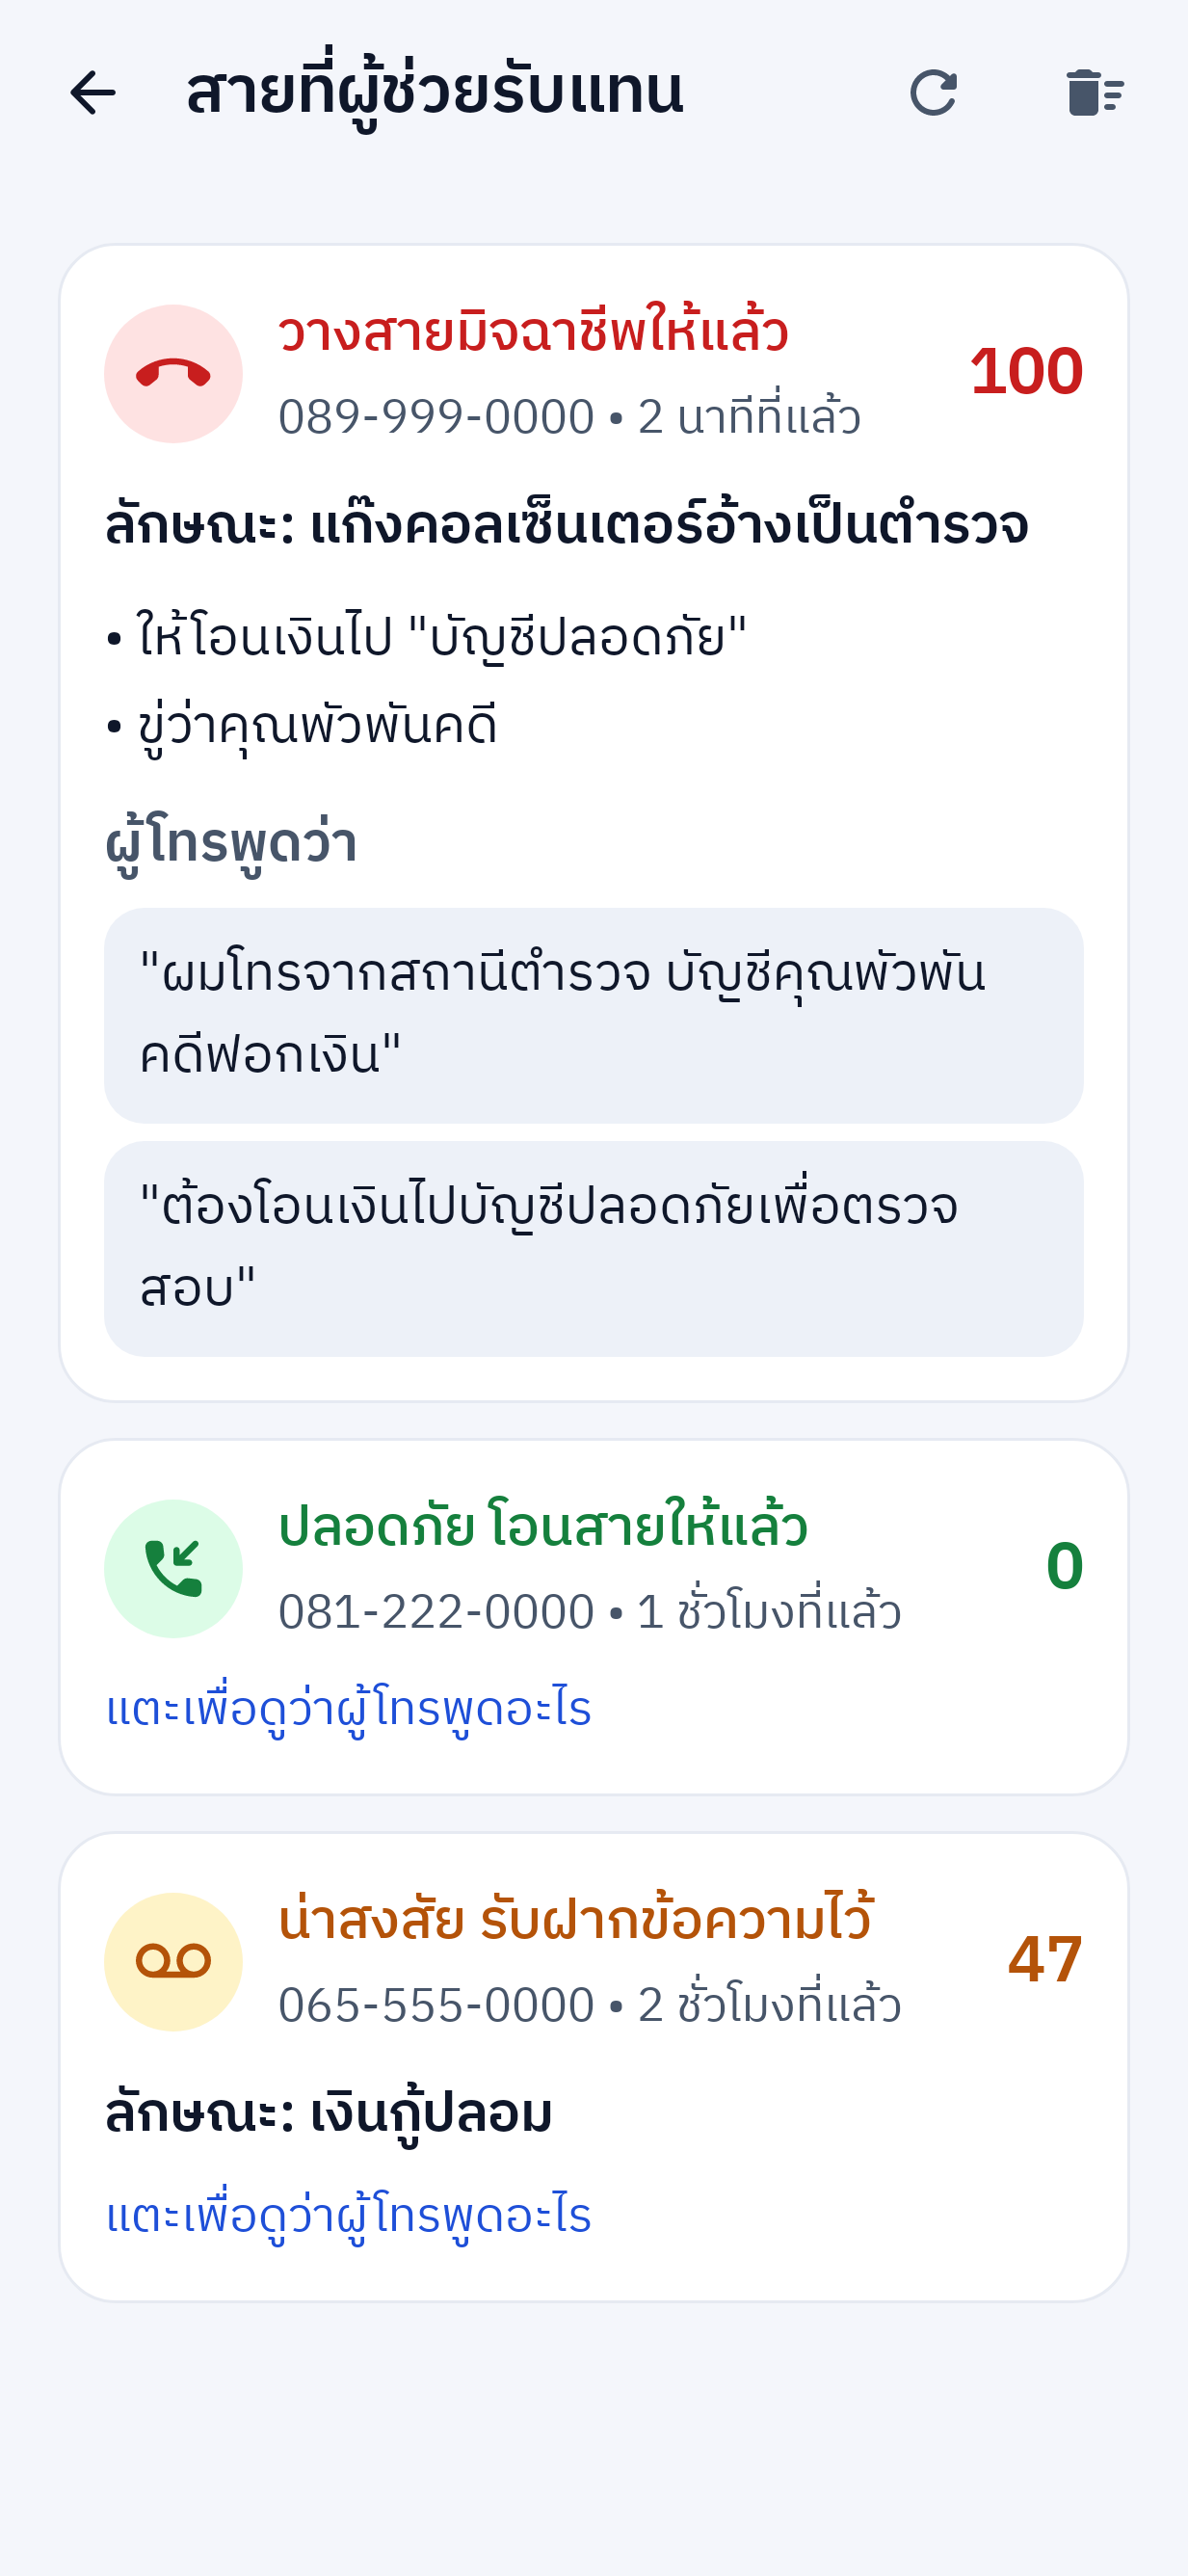 สายที่ผู้ช่วยรับแทน
วางสายมิจฉาชีพให้แล้ว
089-999-0000 • 2 นาทีที่แล้ว
100
ลักษณะ: แก๊งคอลเซ็นเตอร์อ้างเป็นตำรวจ
• ให้โอนเงินไป "บัญชีปลอดภัย"
• ขู่ว่าคุณพัวพันคดี
ผู้โทรพูดว่า
"ผมโทรจากสถานีตำรวจ บัญชีคุณพัวพัน
คดีฟอกเงิน"
"ต้องโอนเงินไปบัญชีปลอดภัยเพื่อตรวจ
สอบ"
ปลอดภัย โอนสายให้แล้ว
081-222-0000 • 1 ชั่วโมงที่แล้ว
0
แตะเพื่อดูว่าผู้โทรพูดอะไร
น่าสงสัย รับฝากข้อความไว้
065-555-0000 • 2 ชั่วโมงที่แล้ว
47
ลักษณะ: เงินกู้ปลอม
แตะเพื่อดูว่าผู้โทรพูดอะไร